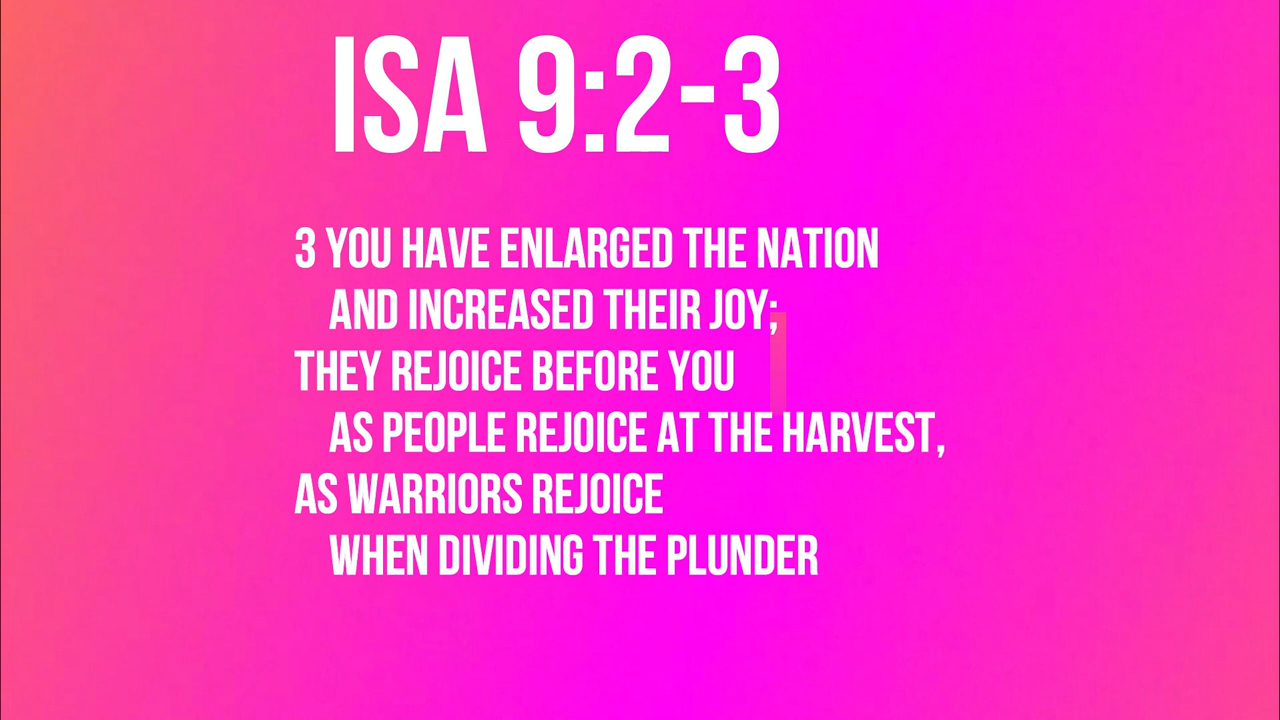 ISA 9:2-3
3 YOU HAVE ENLARGED THE NATION
AND INCREASED THEIR JOY;
THEY REJOICE BEFORE YOU
AS PEOPLE REJOICE AT THE HARVEST,
AS WARRIORS REJOICE
WHEN DIVIDING THE PLUNDER